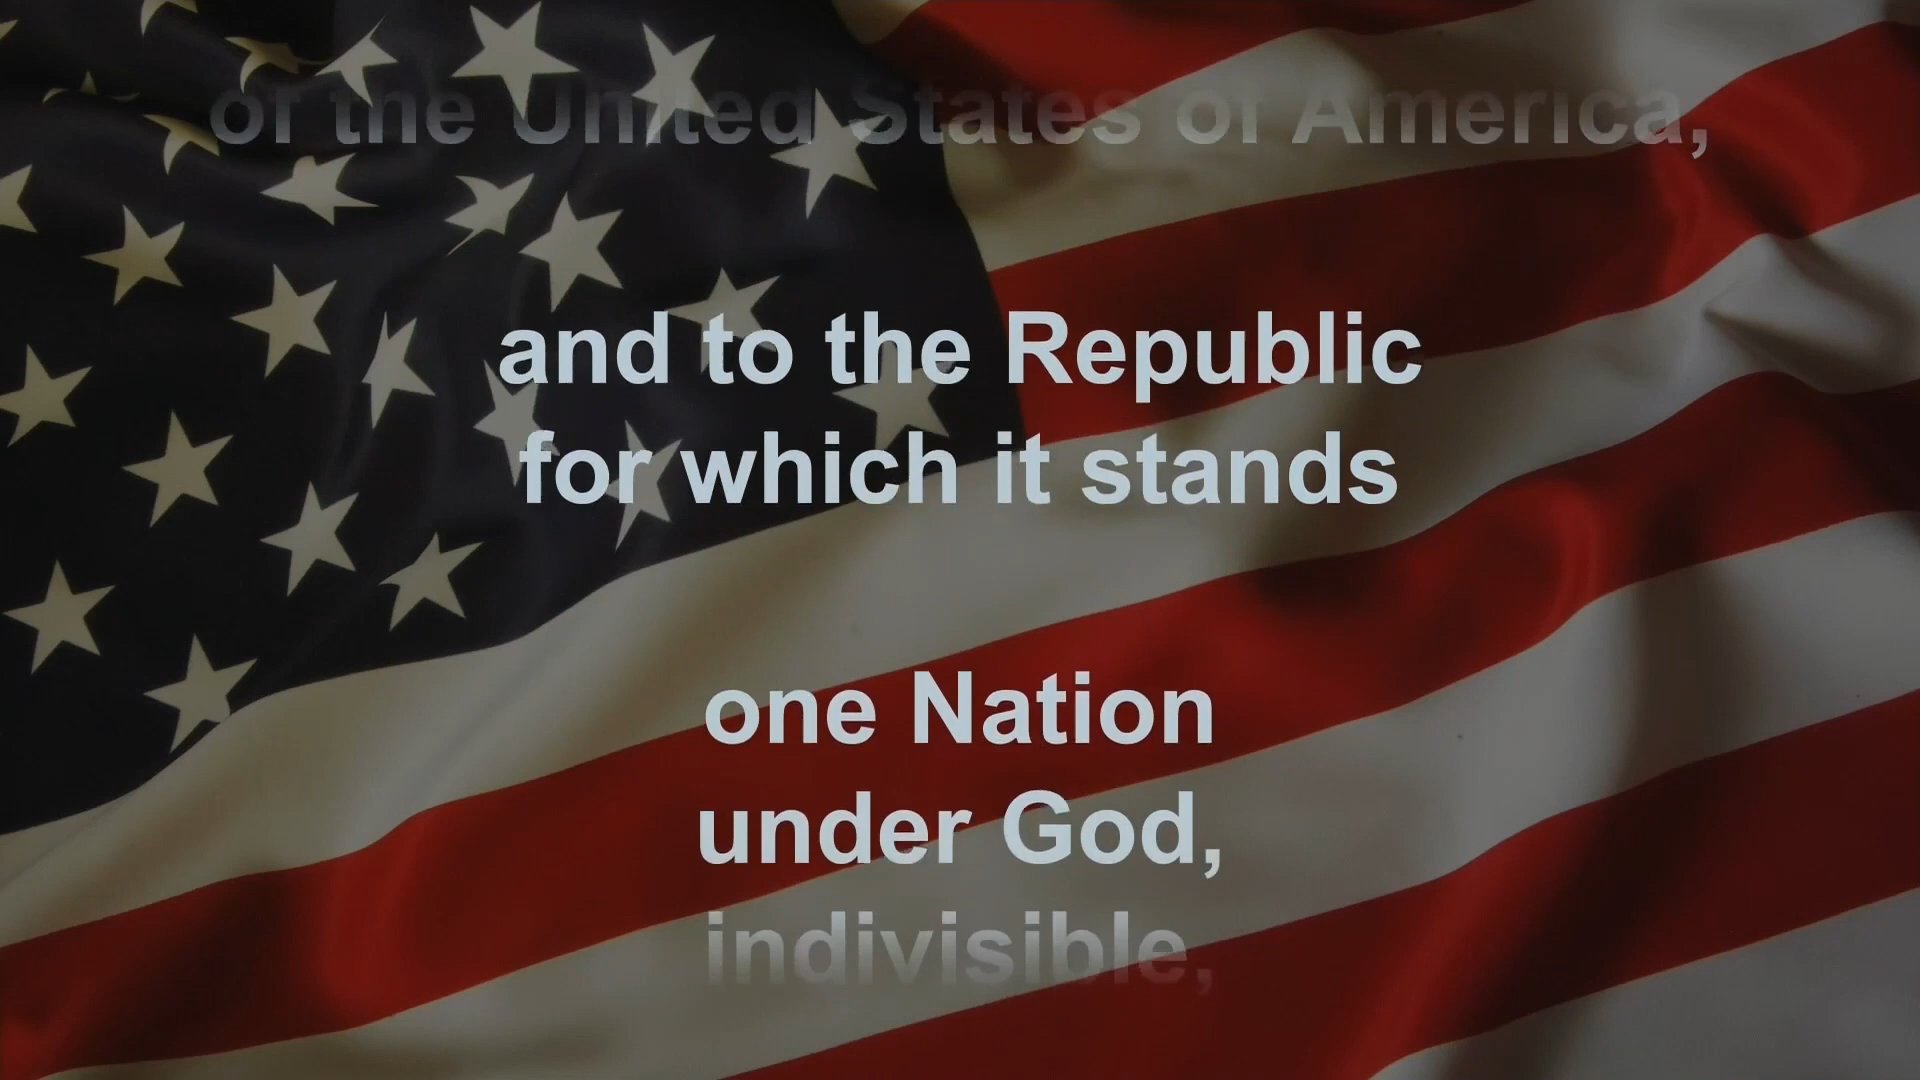 of the United States of America,
and to the Republic
for which it stands
one Nation
under God,
indivisible,